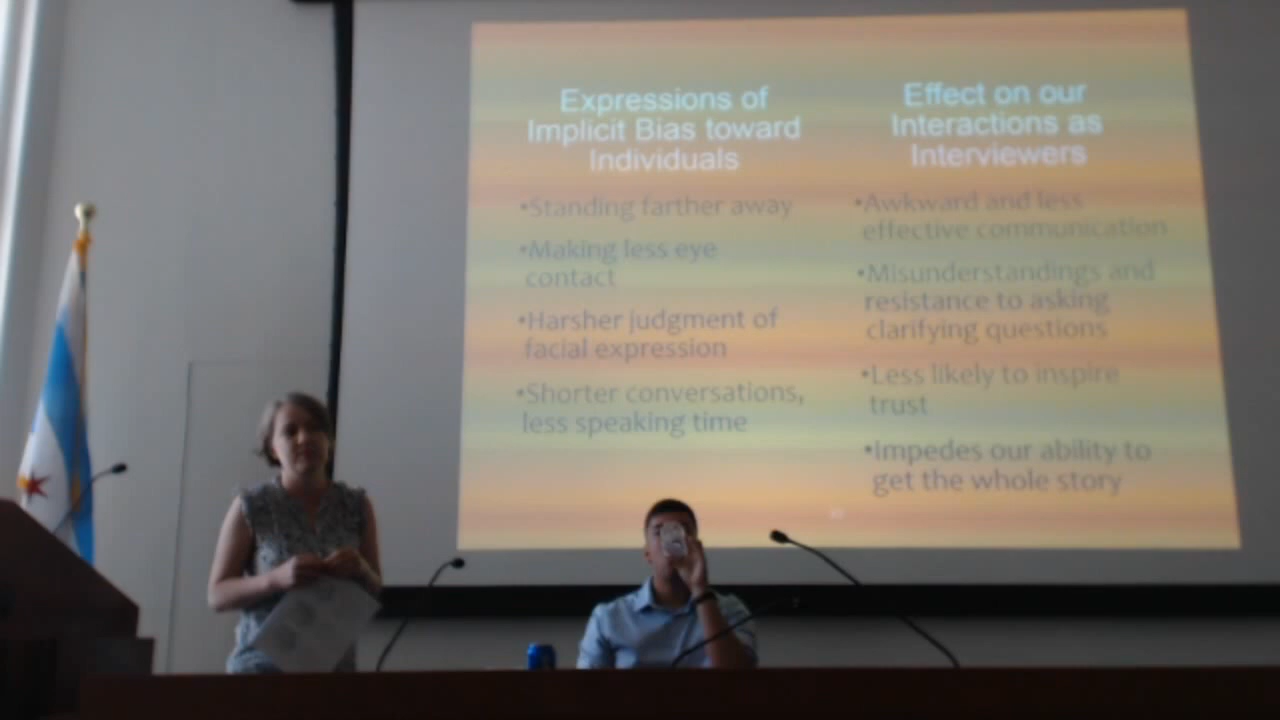 Expressions of
Implicit Bias toward
Individuals
•Standing farther away
•Making less eye
contact
•Harsher judgment of
facial expression
•Shorter conversations,
less speaking time
Effect on our
Interactions as
Interviewers
•Awkward and less
effective communication
•Misunderstandings and
resistance to asking
clarifying questions
•Less likely to inspire
trust
•Impedes our ability to
get the whole story